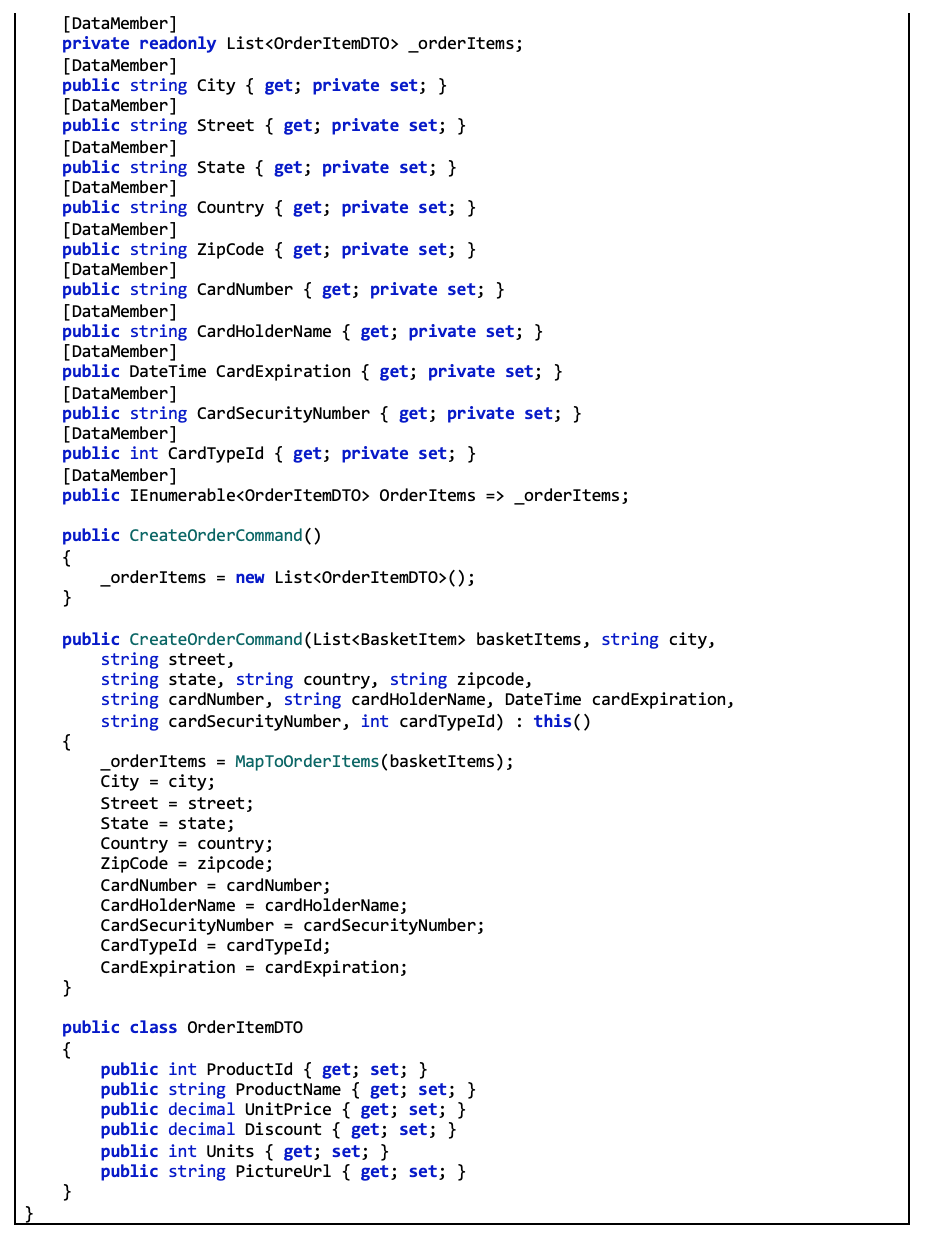 [DataMember]
private readonly List<OrderItemDTO> _orderItems;
[DataMember]
public string City { get; private set; }
[DataMember]
public string Street { get; private set; }
[DataMember]
public string State { get; private set; }
[DataMember]
public string Country { get; private set; }
[DataMember]
public string ZipCode { get; private set; }
[DataMember]
public string CardNumber { get; private set; }
[DataMember]
public string CardHolderName { get; private set; }
[DataMember]
public DateTime CardExpiration { get; private set; }
[DataMember]
public string CardSecurityNumber { get; private set; }
[DataMember]
public int CardTypeId { get; private set; }
[DataMember]
public IEnumerable<OrderItemDTO> OrderItems => _orderItems;

public CreateOrderCommand()
{
    _orderItems = new List<OrderItemDTO>();
}

public CreateOrderCommand(List<BasketItem> basketItems, string city,
    string street,
    string state, string country, string zipcode,
    string cardNumber, string cardHolderName, DateTime cardExpiration,
    string cardSecurityNumber, int cardTypeId) : this()
{
    _orderItems = MapToOrderItems(basketItems);
    City = city;
    Street = street;
    State = state;
    Country = country;
    ZipCode = zipcode;
    CardNumber = cardNumber;
    CardHolderName = cardHolderName;
    CardSecurityNumber = cardSecurityNumber;
    CardTypeId = cardTypeId;
    CardExpiration = cardExpiration;
}

public class OrderItemDTO
{
    public int ProductId { get; set; }
    public string ProductName { get; set; }
    public decimal UnitPrice { get; set; }
    public decimal Discount { get; set; }
    public int Units { get; set; }
    public string PictureUrl { get; set; }
}
}